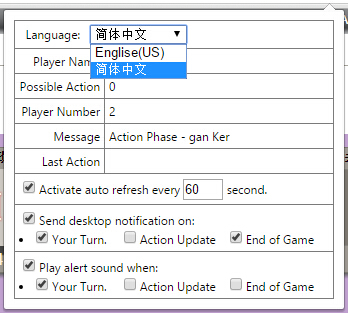 Language: 简体中文
Englise(US)
Player Nam
简体中文
Possible Action 0
Player Number 2
Message Action Phase - gan Ker
Last Action
Activate auto refresh every 60 second.
Send desktop notification on:
Your Turn. Action Update End of Game
Play alert sound when:
Your Turn. Action Update End of Game